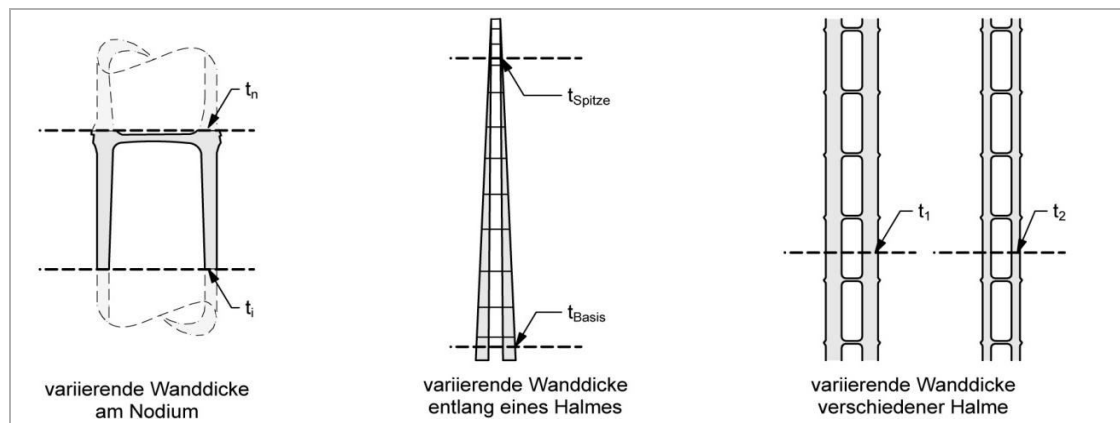 tn
ti
variierende Wanddicke
am Nodium
tSpitze
tBasis
variierende Wanddicke
entlang eines Halmes
t1
t2
variierende Wanddicke
verschiedener Halme